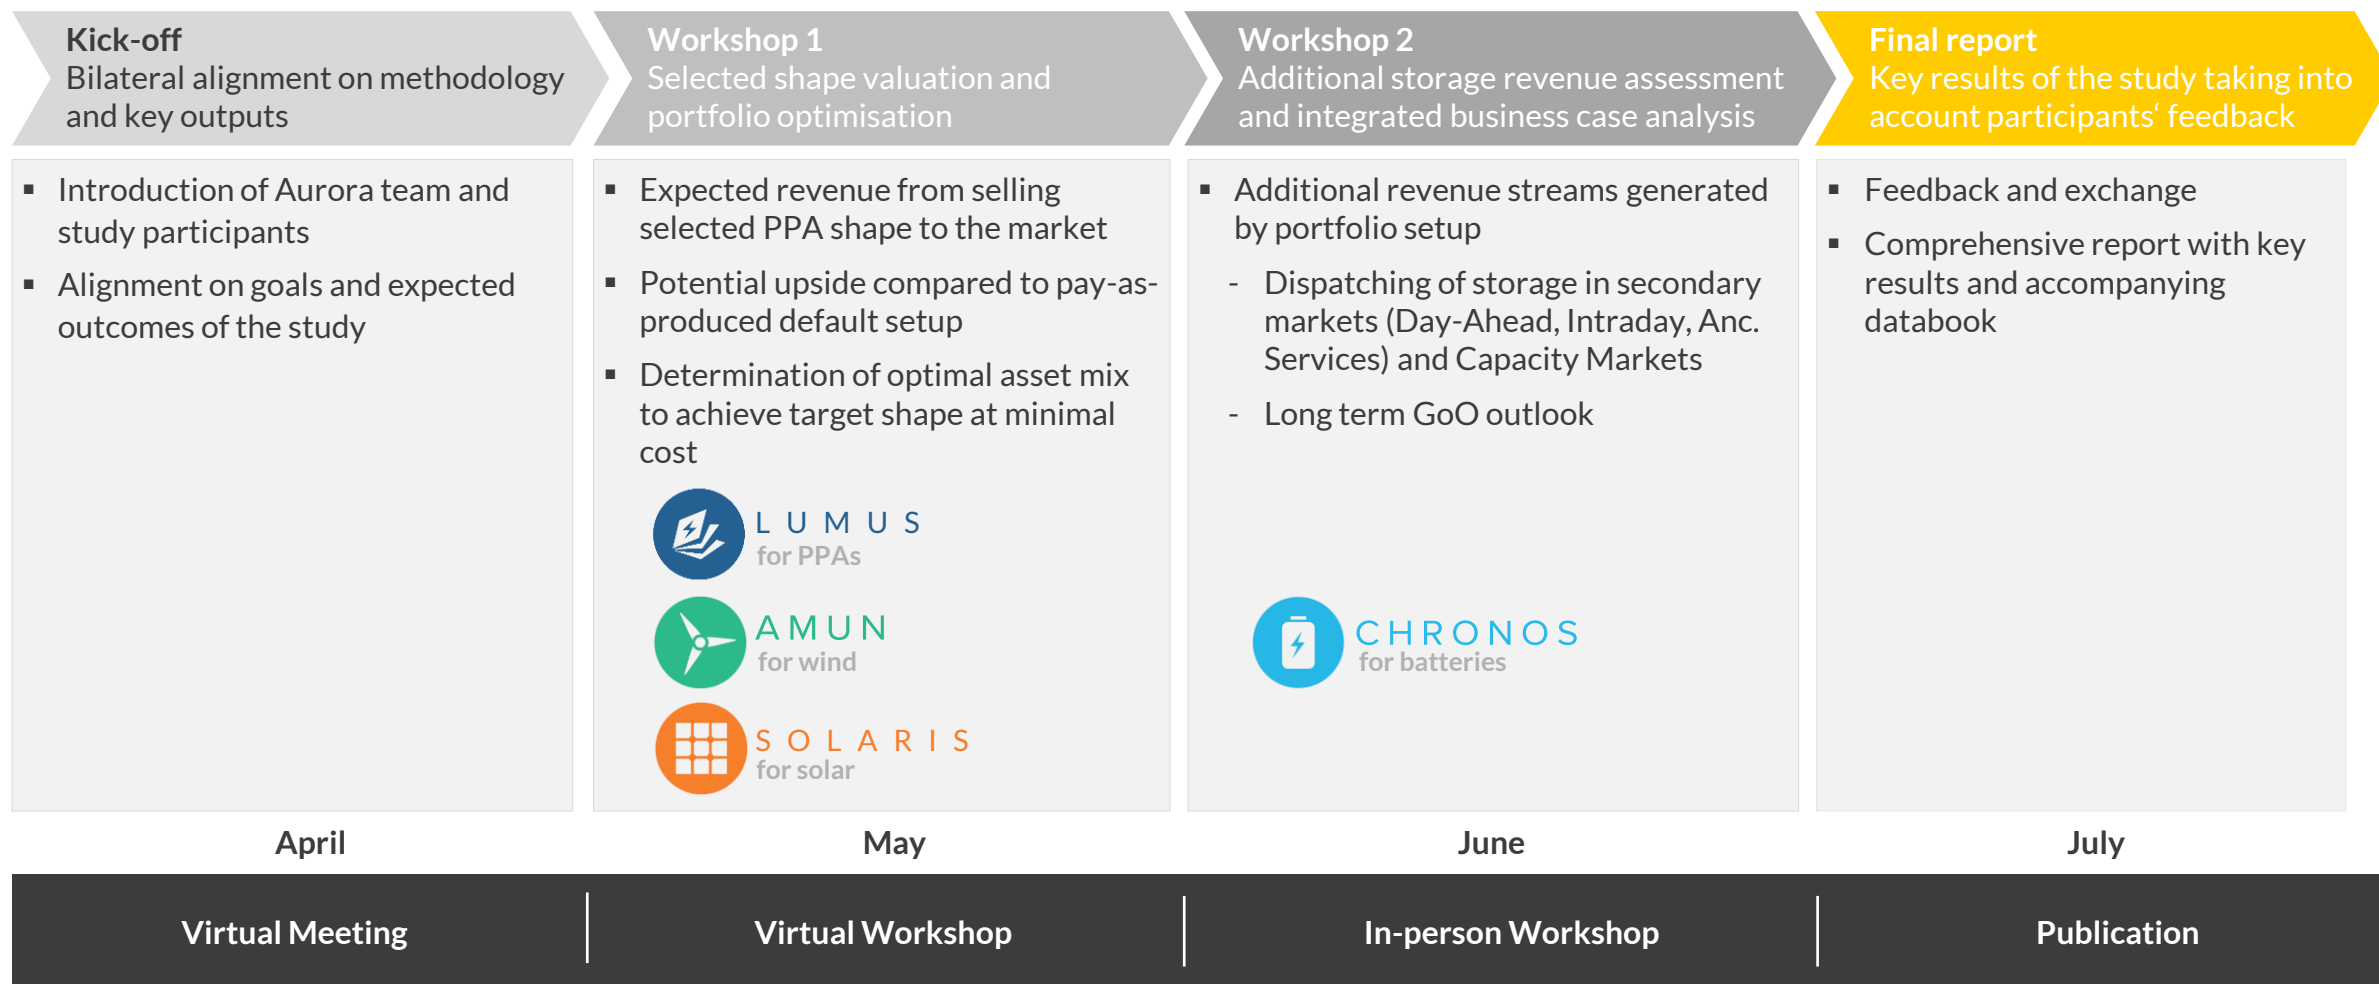 Kick-off
Bilateral alignment on methodology
and key outputs
Workshop 1
Selected shape valuation and
portfolio optimisation
Workshop 2
Additional storage revenue assessment
and integrated business case analysis
Final report
Key results of the study taking into
account participants‘ feedback
▪ Introduction of Aurora team and
study participants
▪ Alignment on goals and expected
outcomes of the study
▪ Expected revenue from selling
selected PPA shape to the market
▪ Potential upside compared to pay-as-
produced default setup
▪ Determination of optimal asset mix
to achieve target shape at minimal
cost
LUMUS
for PPAs
AMUN
for wind
SOLARIS
for solar
▪ Additional revenue streams generated
by portfolio setup
- Dispatching of storage in secondary
markets (Day-Ahead, Intraday, Anc.
Services) and Capacity Markets
- Long term GoO outlook
CHRONOS
for batteries
▪ Feedback and exchange
▪ Comprehensive report with key
results and accompanying
databook
April
May
June
July
Virtual Meeting
Virtual Workshop
In-person Workshop
Publication